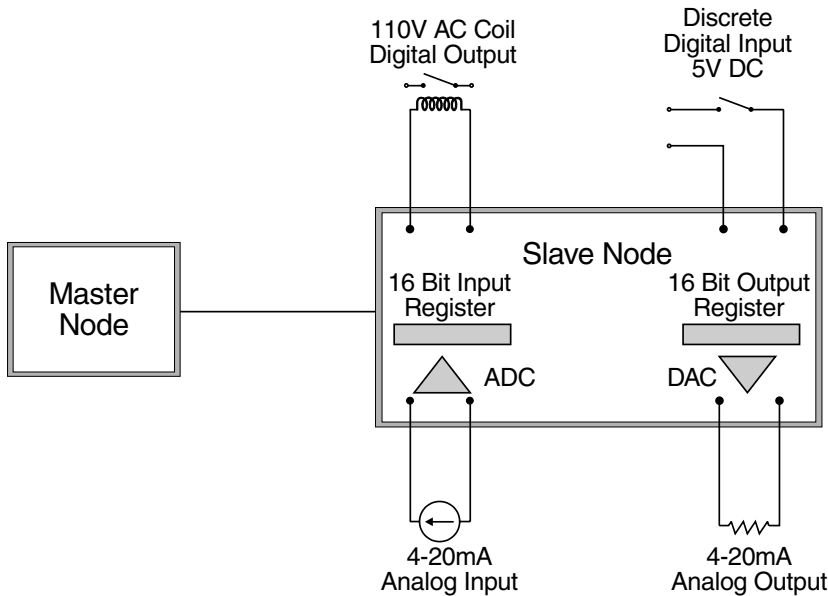 110V AC Coil
Digital Output
Discrete
Digital Input
5V DC
Master
Node
Slave Node
16 Bit Input
Register
16 Bit Output
Register
ADC
DAC
4-20mA
Analog Input
4-20mA
Analog Output